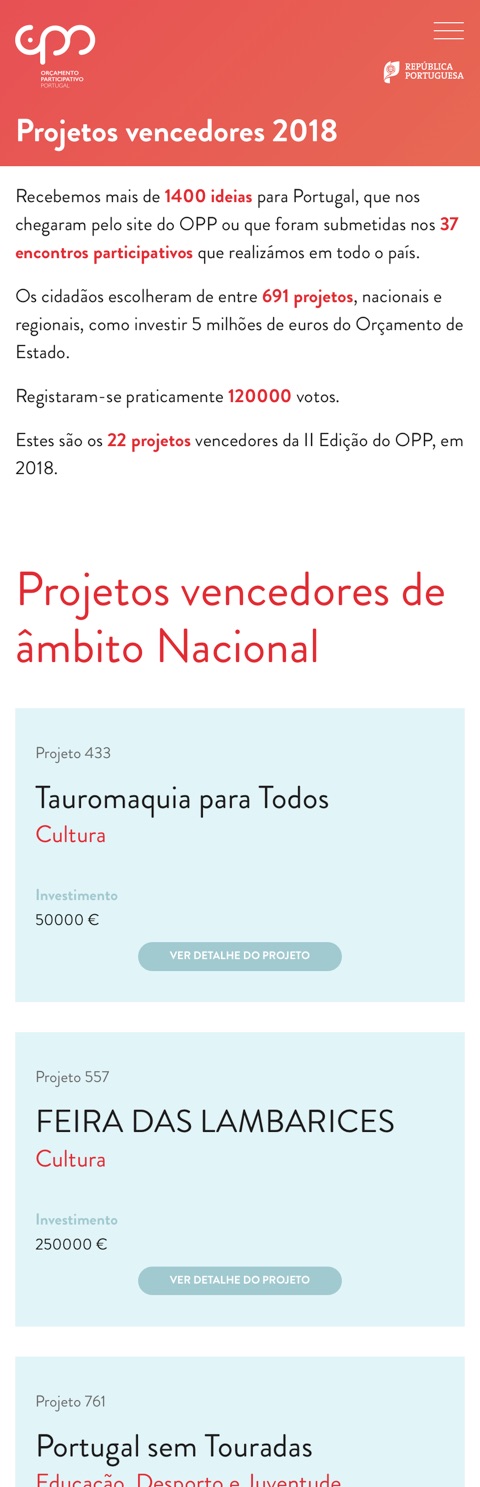 opp
ORÇAMENTO
PARTICIPATIVO
PORTUGAL
REPÚBLICA
PORTUGUESA
Projetos vencedores 2018
Recebemos mais de 1400 ideias para Portugal, que nos
chegaram pelo site do OPP ou que foram submetidas nos 37
encontros participativos que realizámos em todo o país.
Os cidadãos escolheram de entre 691 projetos, nacionais e
regionais, como investir 5 milhões de euros do Orçamento de
Estado.
Registaram-se praticamente 120000 votos.
Estes são os 22 projetos vencedores da II Edição do OPP, em
2018.
Projetos vencedores de
âmbito Nacional
Projeto 433
Tauromaquia para Todos
Cultura
Investimento
50000 €
VER DETALHE DO PROJETO
Projeto 557
FEIRA DAS LAMBARICES
Cultura
Investimento
250000 €
VER DETALHE DO PROJETO
Projeto 761
Portugal sem Touradas
Educação, Desporto e Juventude